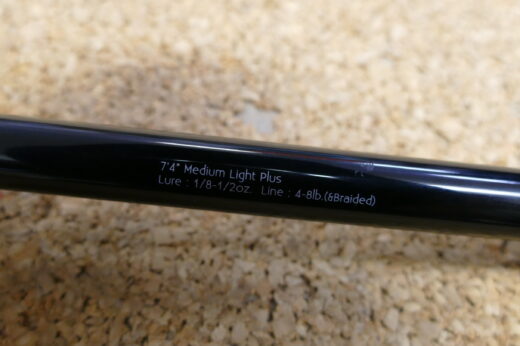 7'4" Medium Light Plus
Lure : 1/8-1/2oz. Line : 4-8lb.(&Braided)